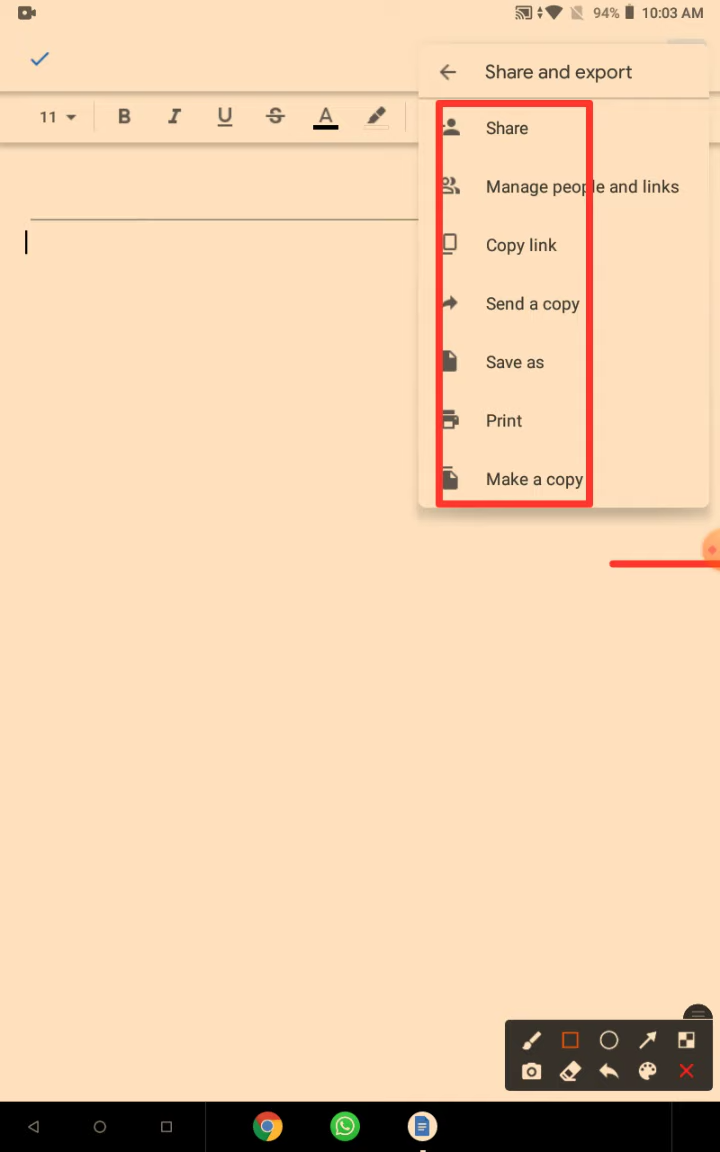 94% 10:03 AM
Share and export
11 B I U S A
Share
Manage people and links
Copy link
Send a copy
Save as
Print
Make a copy